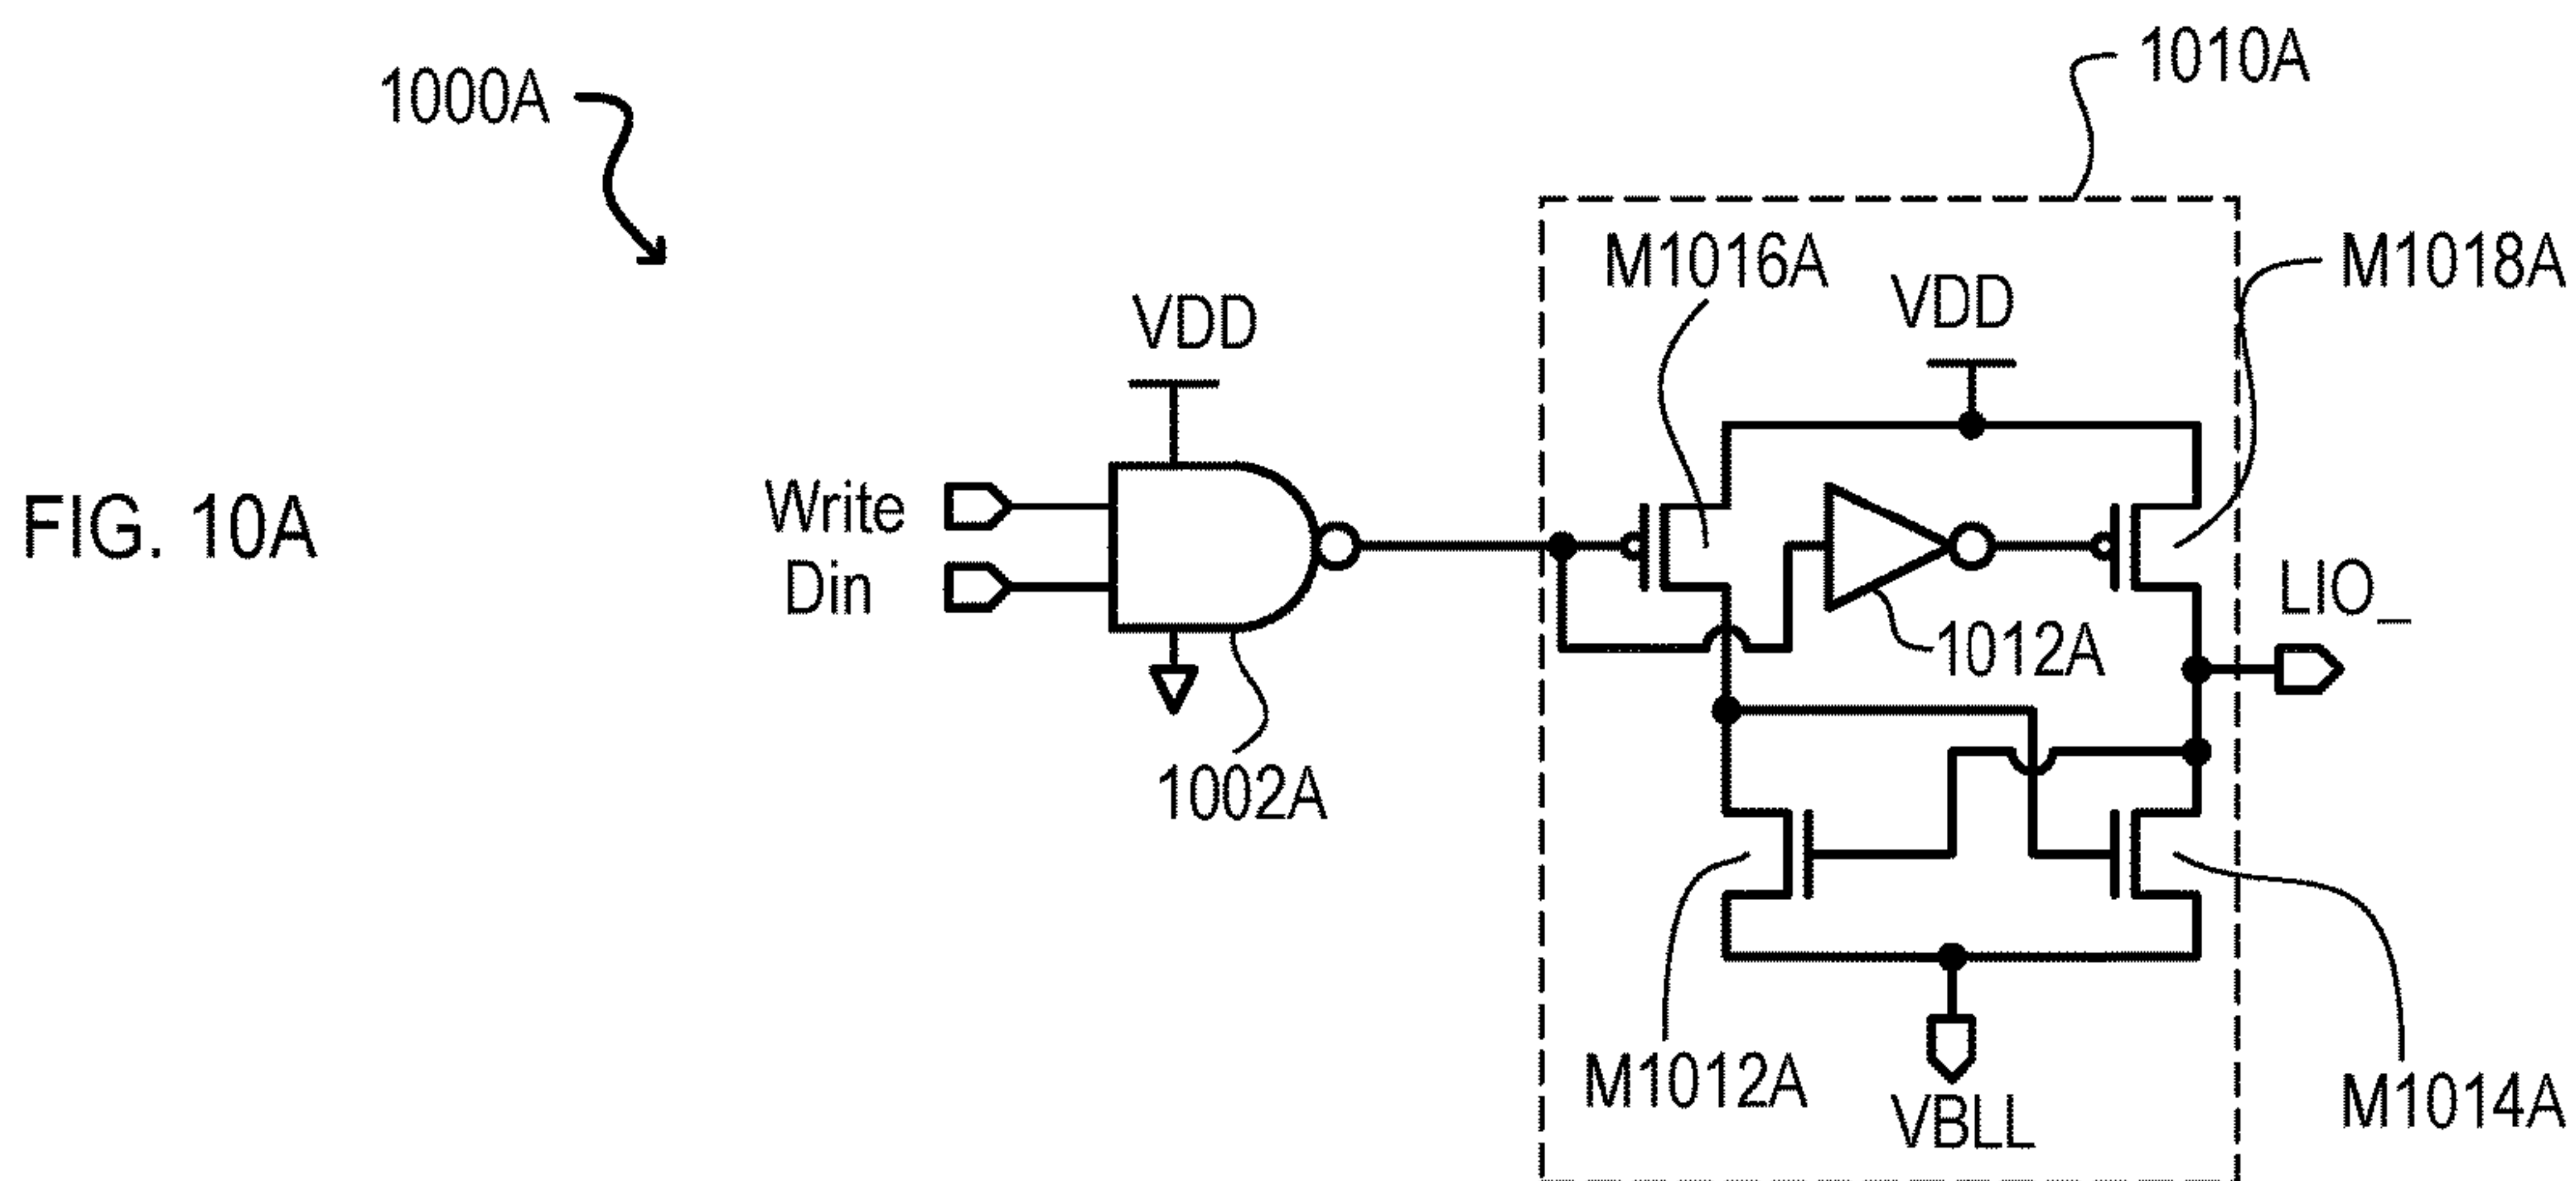 1010A
1000A
M1016A
M1018A
VDD
VDD
FIG. 10A
Write
Din
LIO_
1012A
1002A
M1012A
M1014A
VBLL